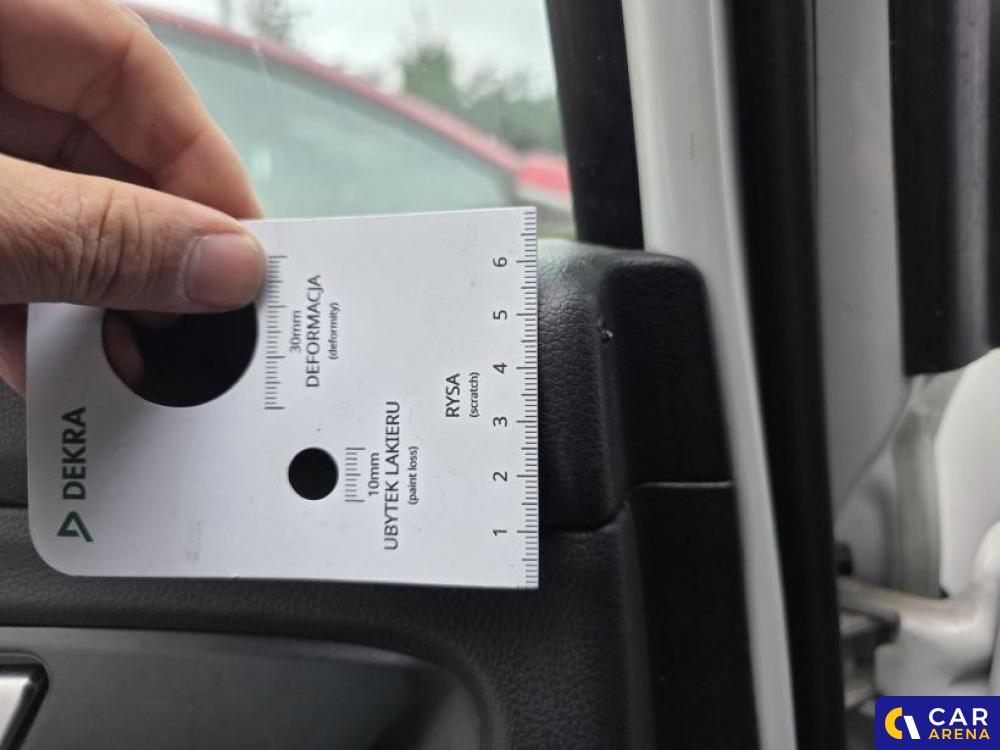 DEKRA
30mm
DEFORMACJA
(deformity)
10mm
UBYTEK LAKIERU
(paint loss)
RYSA
(scratch)
1 2 3 4 5 6
CAR
ARENA